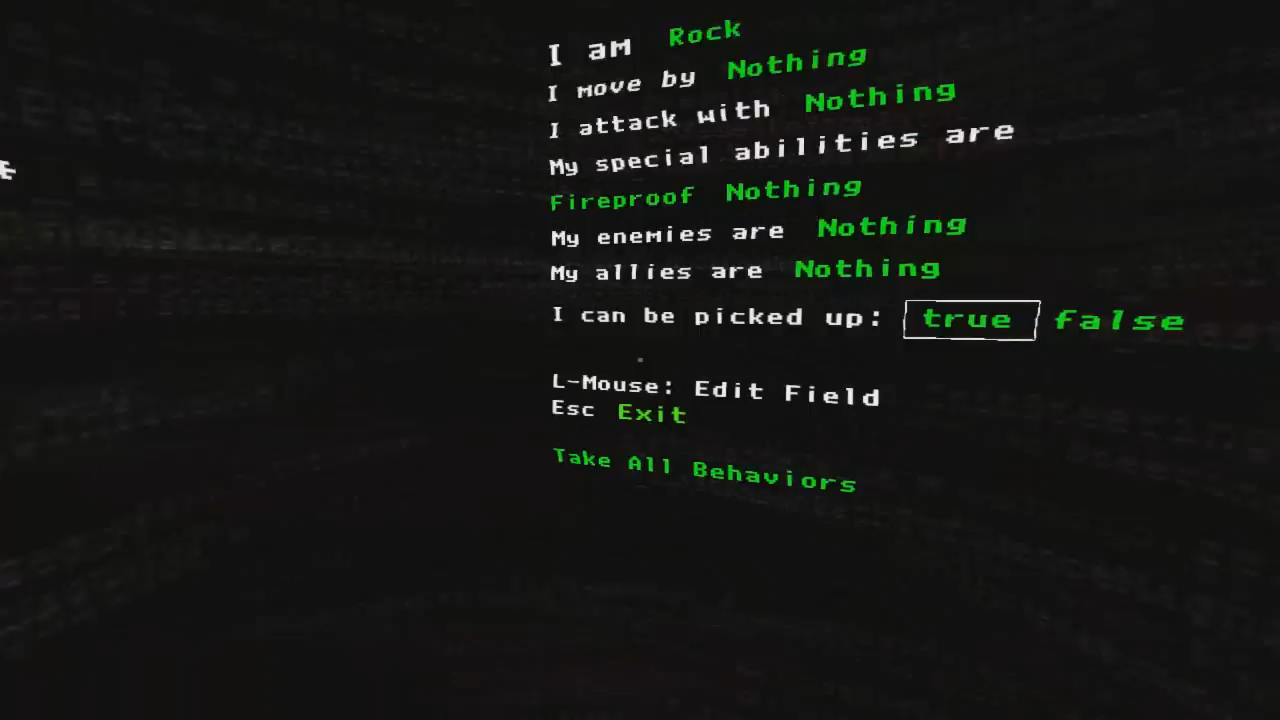 I am Rock
I move by Nothing
I attack with Nothing
My special abilities are
Fireproof Nothing
My enemies are Nothing
My allies are Nothing
I can be picked up: true false
L-Mouse: Edit Field
Esc Exit
Take All Behaviors